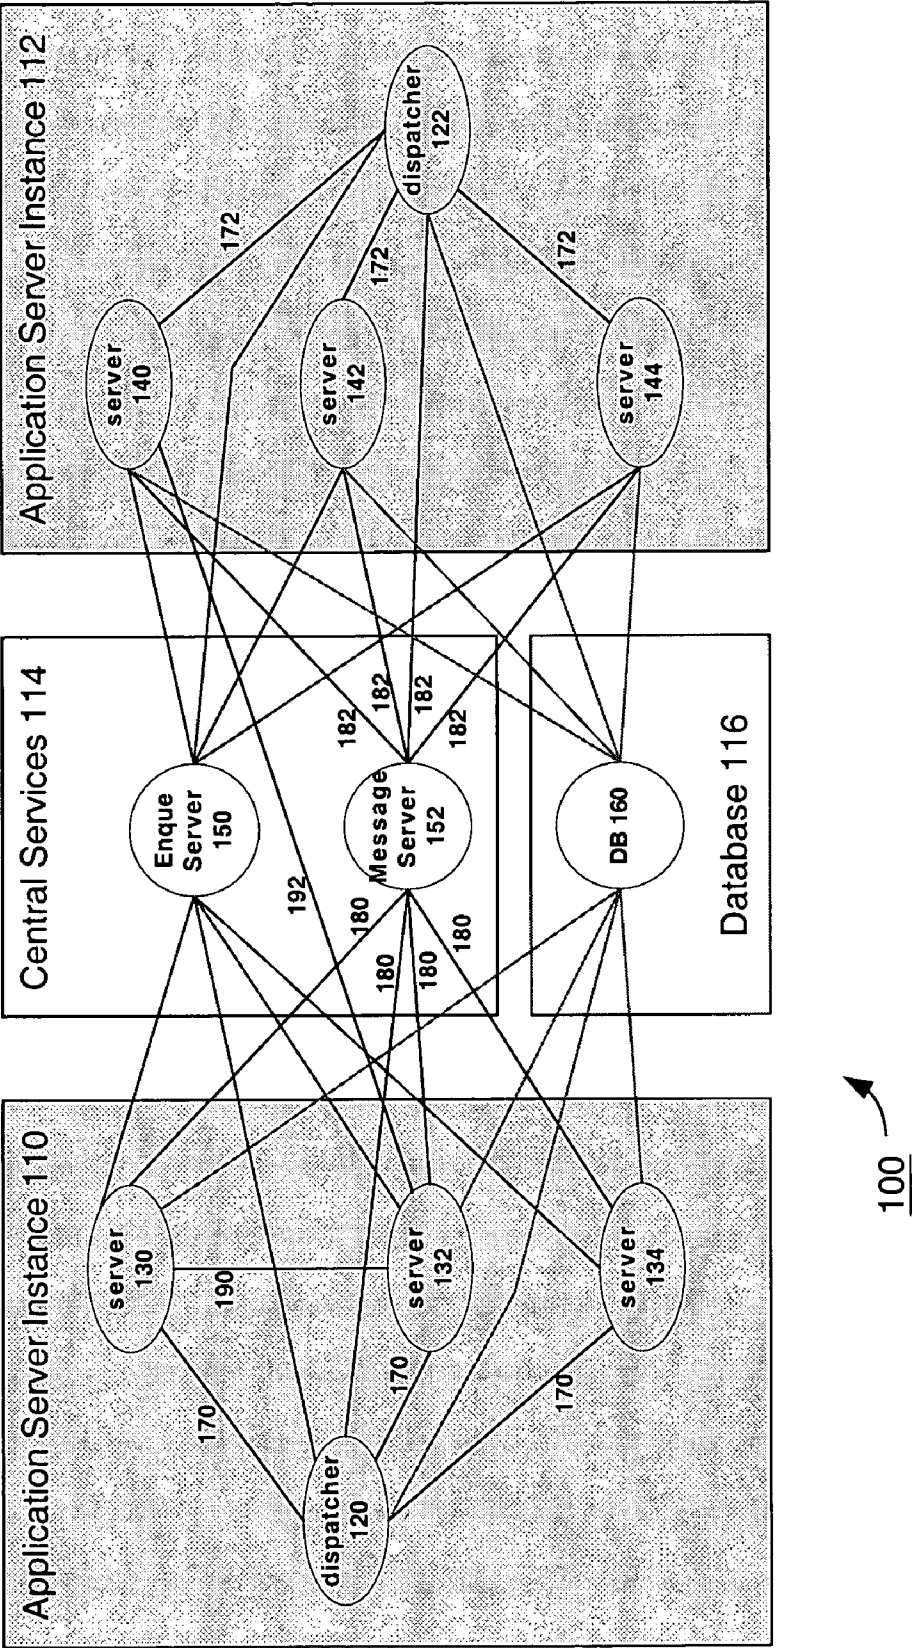 Application Server Instance 110
server
130
190
170
dispatcher
120
server
132
170
170
server
134
Central Services 114
Enque
Server
150
192
Message
Server
152
180
180
180
180
182
182
182
182
DB 160
Database 116
Application Server Instance 112
server
140
172
server
142
172
dispatcher
122
172
server
144
100